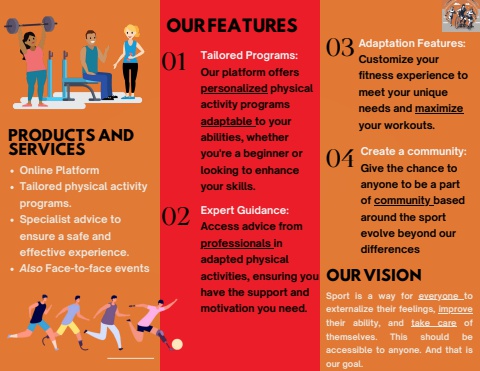 PRODUCTS AND
SERVICES
• Online Platform
• Tailored physical activity
programs.
• Specialist advice to
ensure a safe and
effective experience.
• Also Face-to-face events
OUR FEATURES
01
Tailored Programs:
Our platform offers
personalized physical
activity programs
adaptable to your
abilities, whether
you're a beginner or
looking to enhance
your skills.
02
Expert Guidance:
Access advice from
professionals in
adapted physical
activities, ensuring you
have the support and
motivation you need.
03
Adaptation Features:
Customize your
fitness experience to
meet your unique
needs and maximize
your workouts.
04
Create a community:
Give the chance to
anyone to be a part
of community based
around the sport
evolve beyond our
differences
OUR VISION
Sport is a way for everyone to
externalize their feelings, improve
their ability, and take care of
themselves. This should be
accessible to anyone. And that is
our goal.